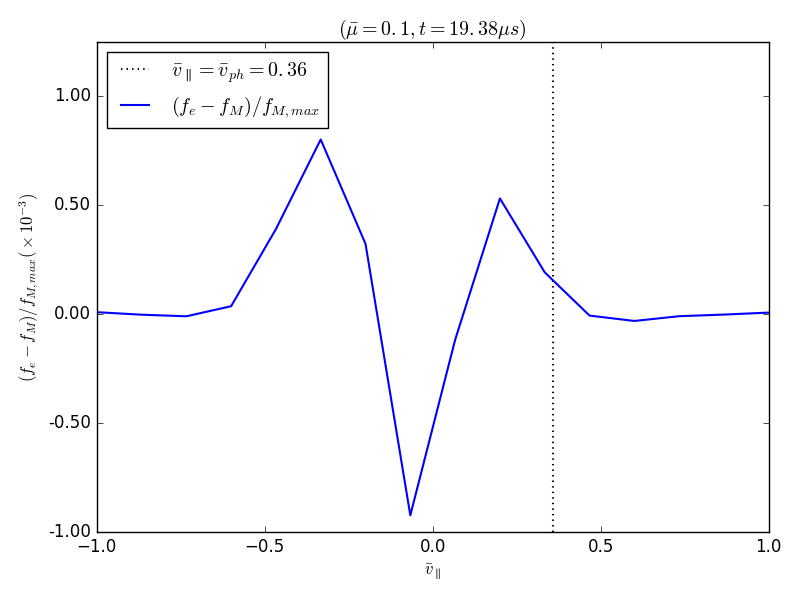 (μ̄ = 0.1, t = 19.38μs)
v̄∥ = v̄ph = 0.36
(fe − fM)/fM,max
(fe − fM)/fM,max(×10⁻³)
1.00
0.50
0.00
-0.50
-1.00
−1.0 −0.5 0.0 0.5 1.0
v̄∥